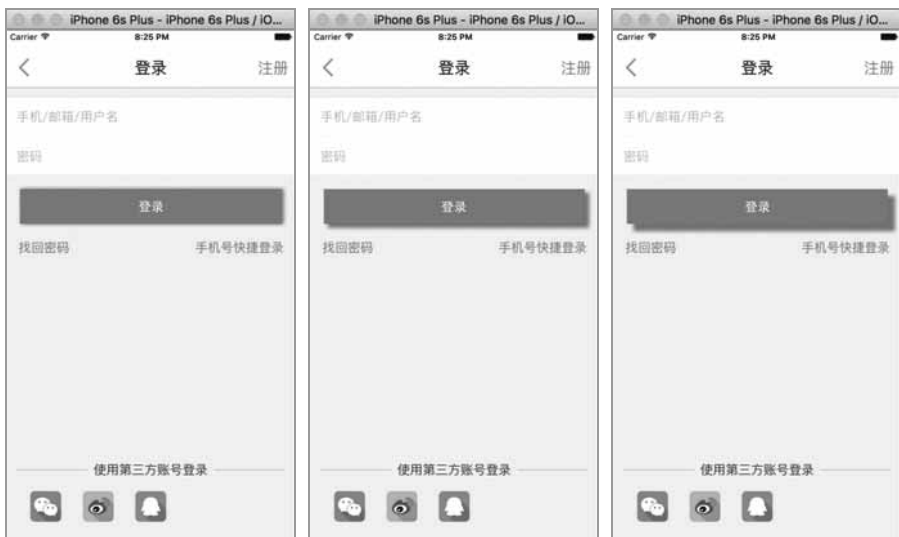 iPhone 6s Plus - iPhone 6s Plus / iO...
Carrier 8:25 PM
登录 注册
手机/邮箱/用户名
密码
登录
找回密码 手机号快捷登录
使用第三方账号登录
iPhone 6s Plus - iPhone 6s Plus / iO...
Carrier 8:25 PM
登录 注册
手机/邮箱/用户名
密码
登录
找回密码 手机号快捷登录
使用第三方账号登录
iPhone 6s Plus - iPhone 6s Plus / iO...
Carrier 8:25 PM
登录 注册
手机/邮箱/用户名
密码
登录
找回密码 手机号快捷登录
使用第三方账号登录